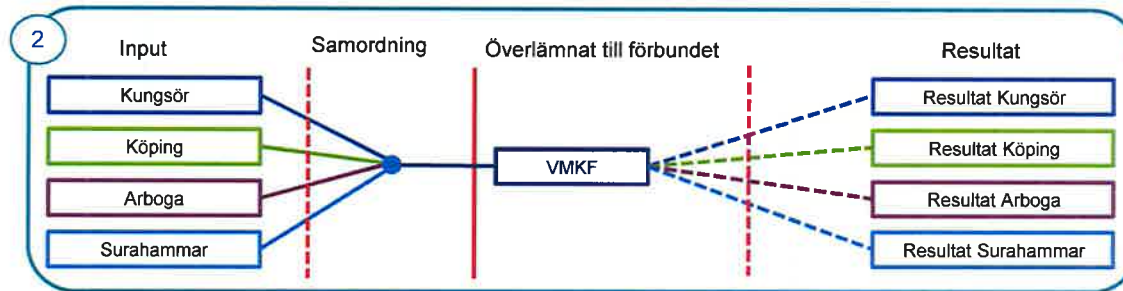 2
Input
Samordning
Överlämnat till förbundet
Resultat
Kungsör
Köping
Arboga
Surahammar
VMKF
Resultat Kungsör
Resultat Köping
Resultat Arboga
Resultat Surahammar